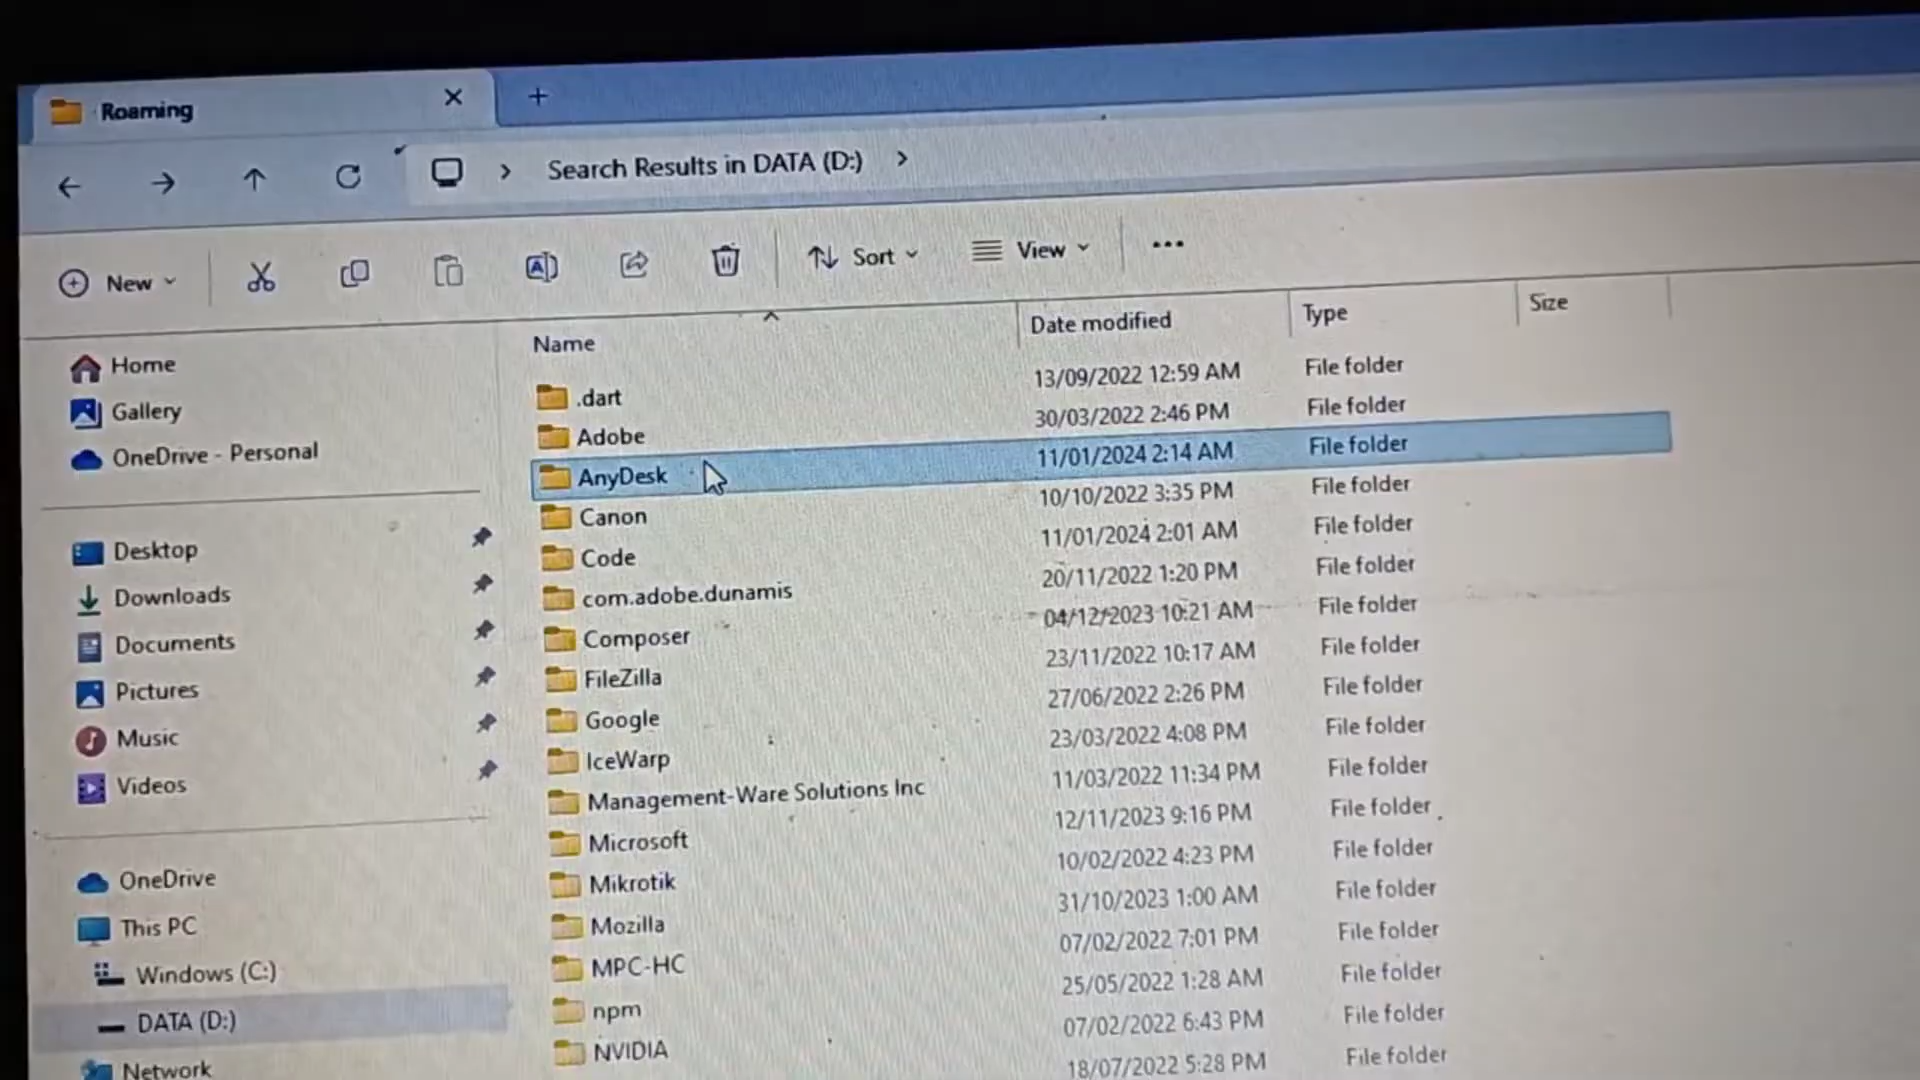 Roaming
Search Results in DATA (D:)
New
Sort
View
Name
Date modified
Type
Size
Home
Gallery
OneDrive - Personal
Desktop
Downloads
Documents
Pictures
Music
Videos
OneDrive
This PC
Windows (C:)
DATA (D:)
Network
.dart 13/09/2022 12:59 AM File folder
Adobe 30/03/2022 2:46 PM File folder
AnyDesk 11/01/2024 2:14 AM File folder
Canon 10/10/2022 3:35 PM File folder
Code 11/01/2024 2:01 AM File folder
com.adobe.dunamis 20/11/2022 1:20 PM File folder
Composer 04/12/2023 10:21 AM File folder
FileZilla 23/11/2022 10:17 AM File folder
Google 27/06/2022 2:26 PM File folder
IceWarp 23/03/2022 4:08 PM File folder
Management-Ware Solutions Inc 11/03/2022 11:34 PM File folder
Microsoft 12/11/2023 9:16 PM File folder
Mikrotik 10/02/2022 4:23 PM File folder
Mozilla 31/10/2023 1:00 AM File folder
MPC-HC 07/02/2022 7:01 PM File folder
npm 25/05/2022 1:28 AM File folder
NVIDIA 07/02/2022 6:43 PM File folder
18/07/2022 5:28 PM File folder